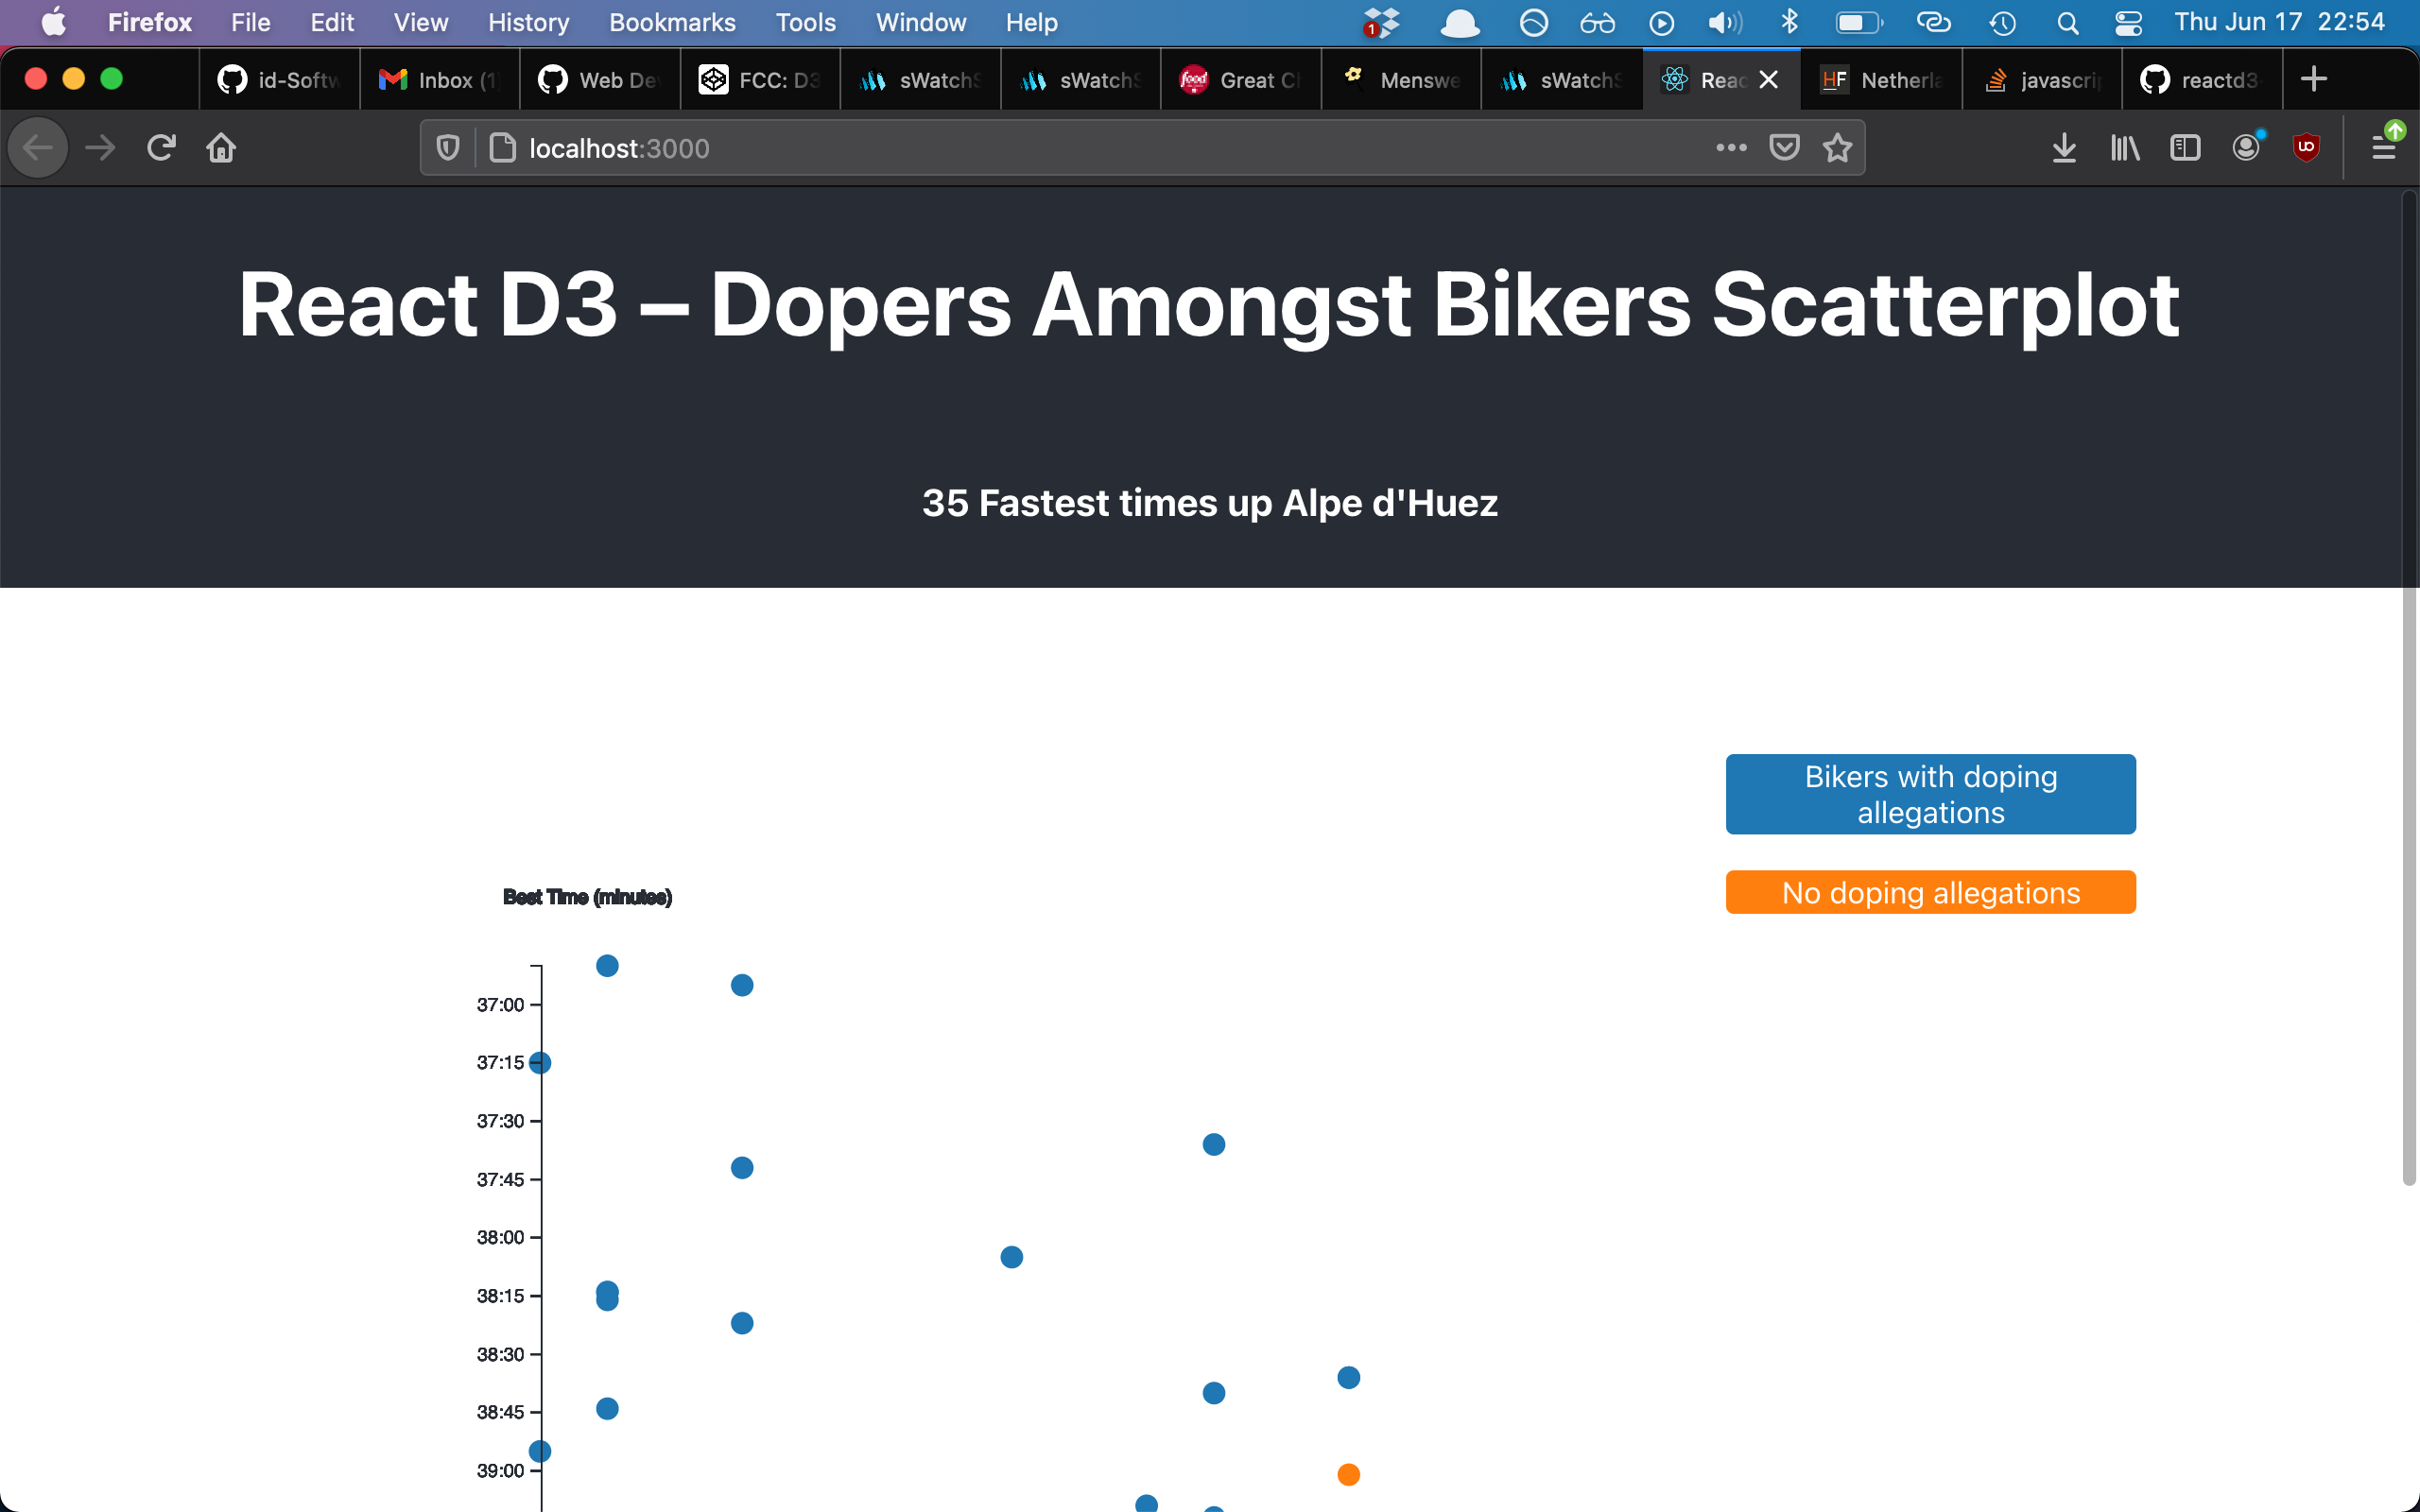 Firefox File Edit View History Bookmarks Tools Window Help 1 Thu Jun 17 22:54
id-Softw Inbox (1) Web De FCC: D3 sWatchS sWatchS Great C Menswe sWatchS Reac HF Netherla javascri reactd3
localhost:3000
React D3 – Dopers Amongst Bikers Scatterplot
35 Fastest times up Alpe d'Huez
Bikers with doping
allegations
No doping allegations
Best Time (minutes)
37:00
37:15
37:30
37:45
38:00
38:15
38:30
38:45
39:00